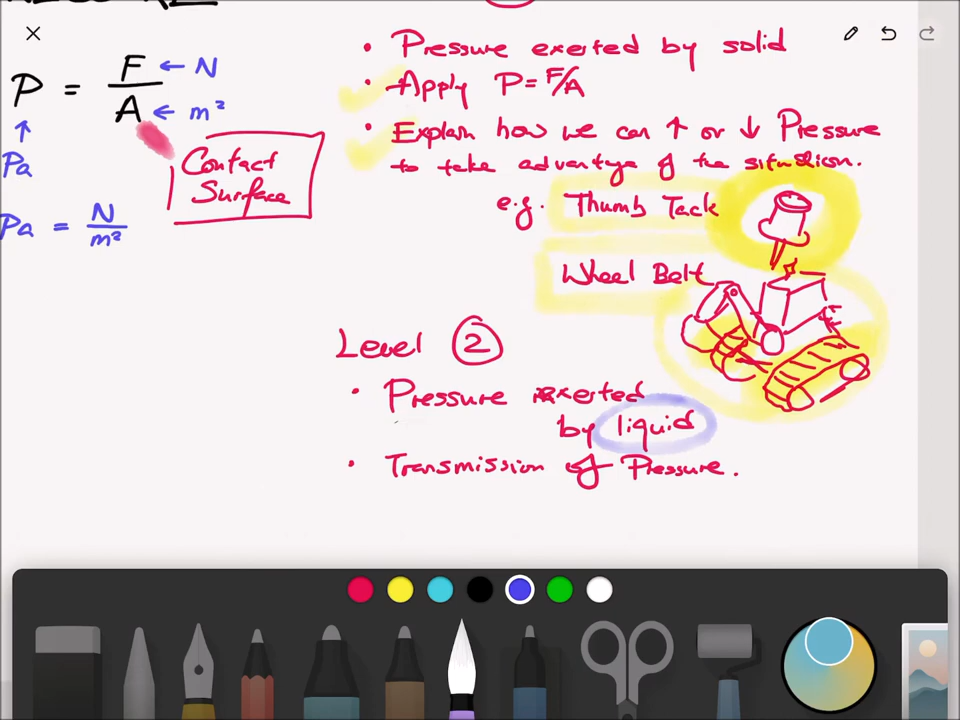 P = F/A
← N
← m²
↑
Pa
Contact
Surface
Pa = N/m²
• Pressure exerted by solid
• Apply P = F/A
• Explain how we can ↑ or ↓ Pressure
to take advantage of the situation.
e.g. Thumb Tack
Wheel Belt
Level 2
• Pressure exerted
by liquid
• Transmission of Pressure.